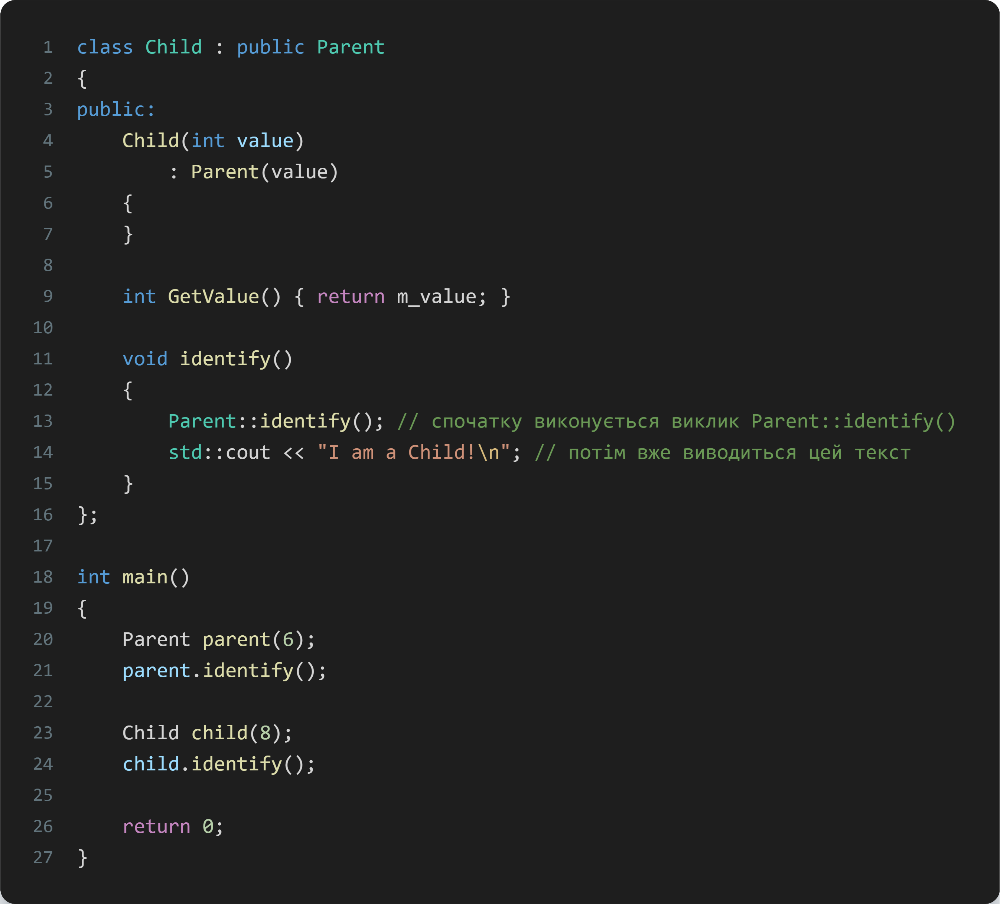 1 class Child : public Parent
2 {
3 public:
4     Child(int value)
5         : Parent(value)
6     {
7     }
8
9     int GetValue() { return m_value; }
10
11     void identify()
12     {
13         Parent::identify(); // спочатку виконується виклик Parent::identify()
14         std::cout << "I am a Child!\n"; // потім вже виводиться цей текст
15     }
16 };
17
18 int main()
19 {
20     Parent parent(6);
21     parent.identify();
22
23     Child child(8);
24     child.identify();
25
26     return 0;
27 }